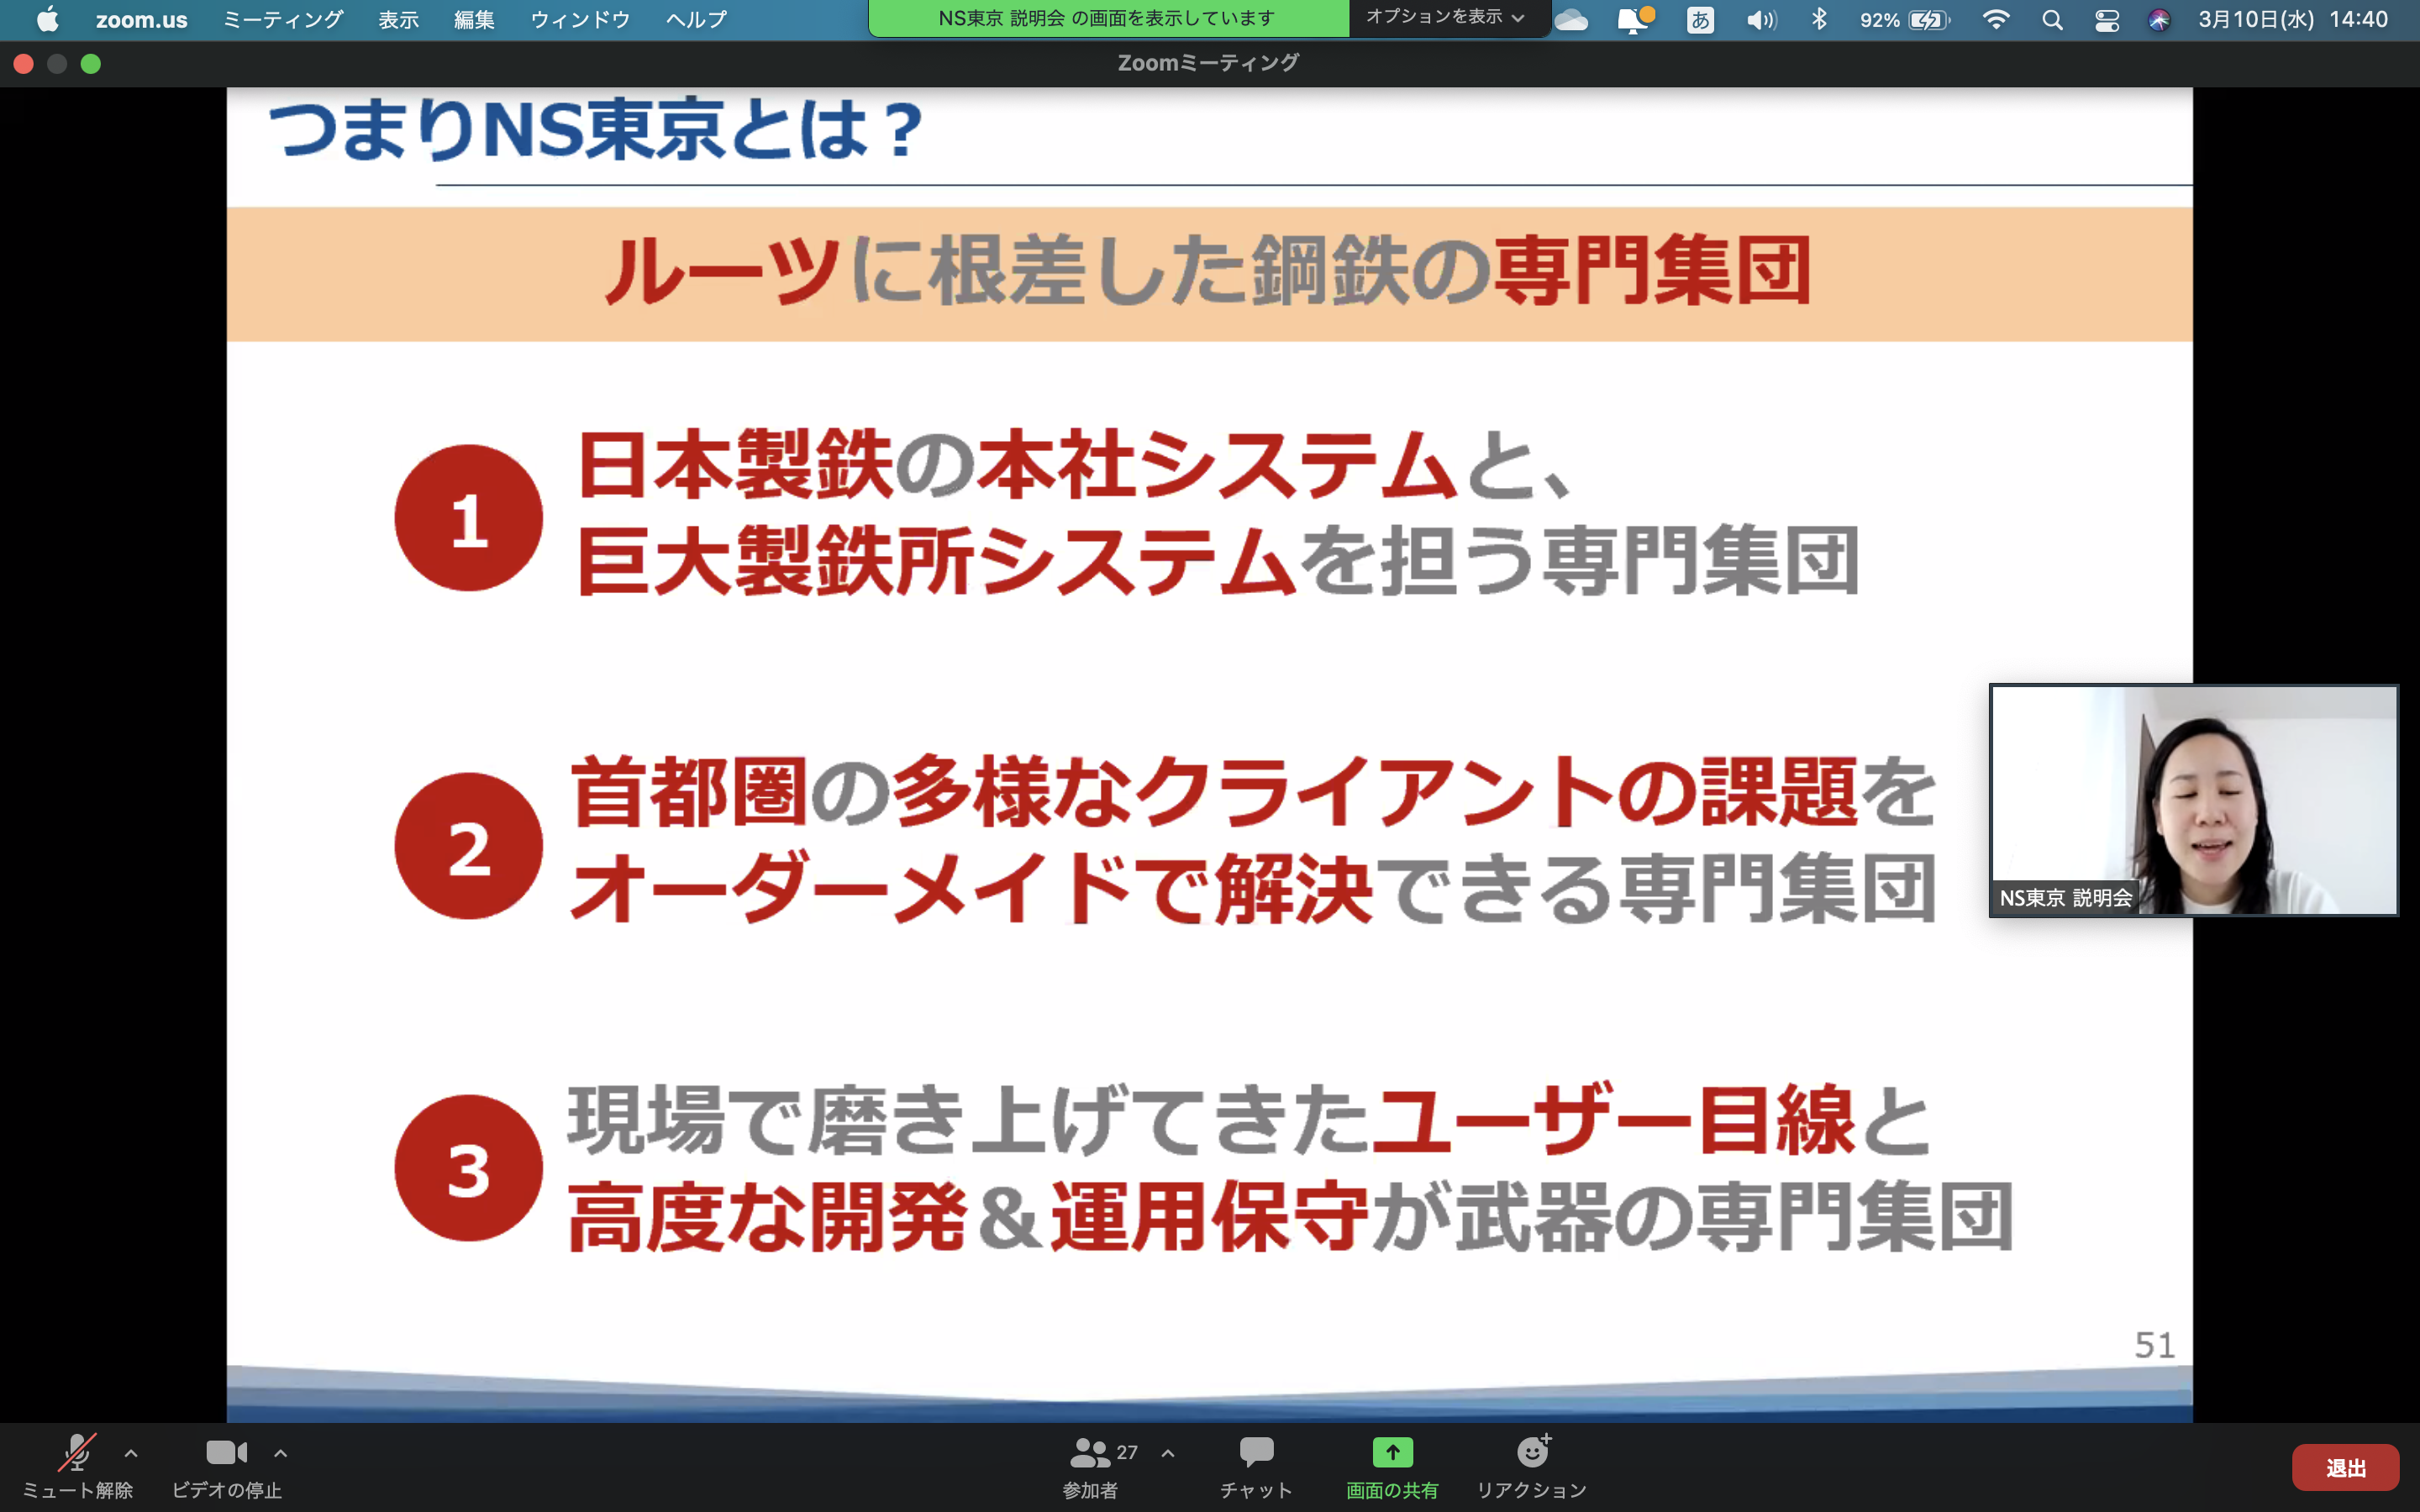 zoom.us ミーティング 表示 編集 ウィンドウ ヘルプ
NS東京 説明会 の画面を表示しています オプションを表示
あ 92% 3月10日(水) 14:40
Zoomミーティング
つまりNS東京とは？
ルーツに根差した鋼鉄の専門集団
1
日本製鉄の本社システムと、
巨大製鉄所システムを担う専門集団
2
首都圏の多様なクライアントの課題を
オーダーメイドで解決できる専門集団
NS東京 説明会
3
現場で磨き上げてきたユーザー目線と
高度な開発＆運用保守が武器の専門集団
51
ミュート解除
ビデオの停止
27
参加者
チャット
画面の共有
リアクション
退出